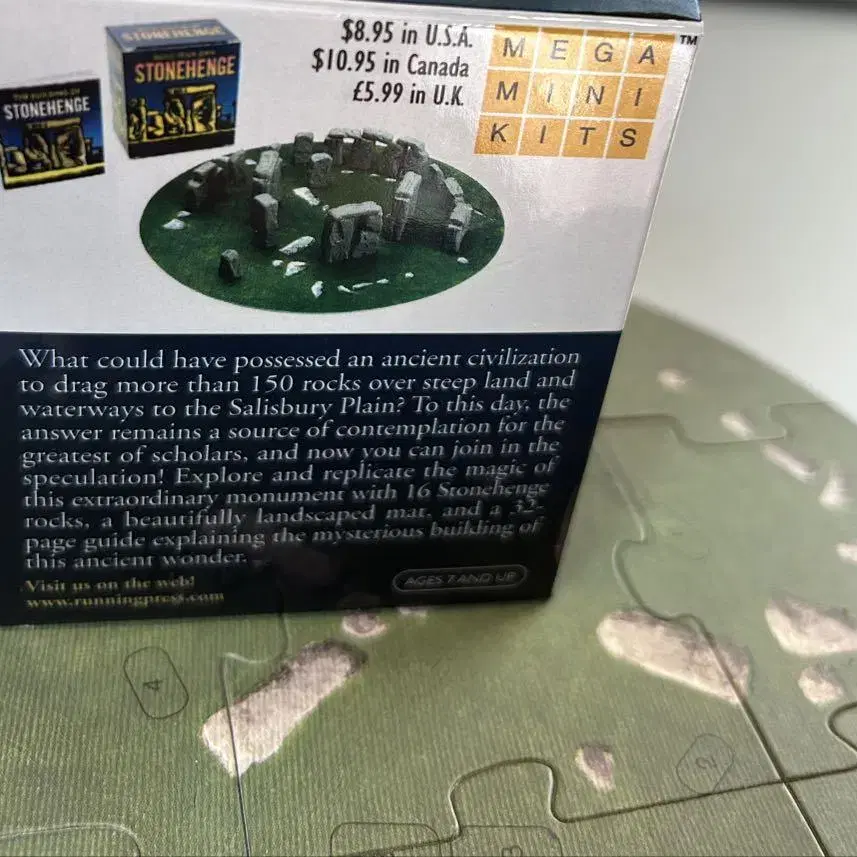 $8.95 in U.S.A.
$10.95 in Canada
£5.99 in U.K.
MEGA
MINI
KITS
™
STONEHENGE
STONEHENGE
STONEHENGE
What could have possessed an ancient civilization
to drag more than 150 rocks over steep land and
waterways to the Salisbury Plain? To this day, the
answer remains a source of contemplation for the
greatest of scholars, and now you can join in the
speculation! Explore and replicate the magic of
this extraordinary monument with 16 Stonehenge
rocks, a beautifully landscaped mat, and a 32-
page guide explaining the mysterious building of
this ancient wonder.
Visit us on the web!
www.runningpress.com
AGES 7 AND UP
4
2